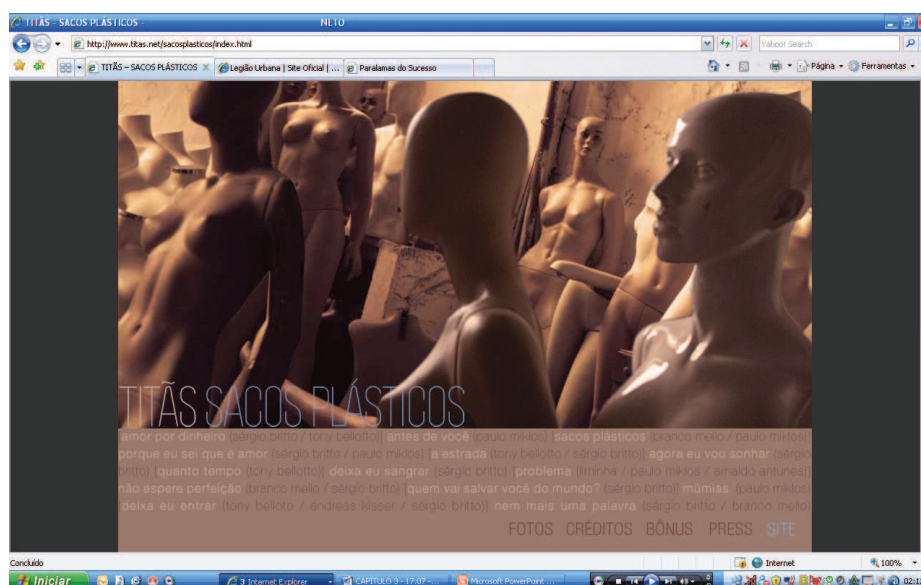 TITÃS - SACOS PLÁSTICOS - NETO
http://www.titas.net/sacosplasticos/index.html
Yahoo! Search
TITÃS – SACOS PLÁSTICOS
Legião Urbana | Site Oficial | ...
Paralamas do Sucesso
Página
Ferramentas
TITÃS SACOS PLÁSTICOS
amor por dinheiro (sérgio britto / tony bellotto)| antes de você (paulo miklos) |sacos plásticos (branco mello / paulo miklos)|
porque eu sei que é amor (sérgio britto / paulo miklos) |a estrada (tony bellotto / sérgio britto)| agora eu vou sonhar (sérgio
britto) |quanto tempo (tony bellotto)| deixa eu sangrar (sérgio britto) |problema (liminha / paulo miklos / arnaldo antunes)|
não espere perfeição (branco mello / sérgio britto) |quem vai salvar você do mundo? (sérgio britto)| múmias (paulo miklos)
deixa eu entrar (tony belloto / andreas kisser / sérgio britto)| nem mais uma palavra (sérgio britto / branco mello)
FOTOS CRÉDITOS BÔNUS PRESS SITE
Concluído
Internet
100%
Iniciar
3 Internet Explorer
CAPÍTULO 3 - 17.07 -...
Microsoft PowerPoint ...